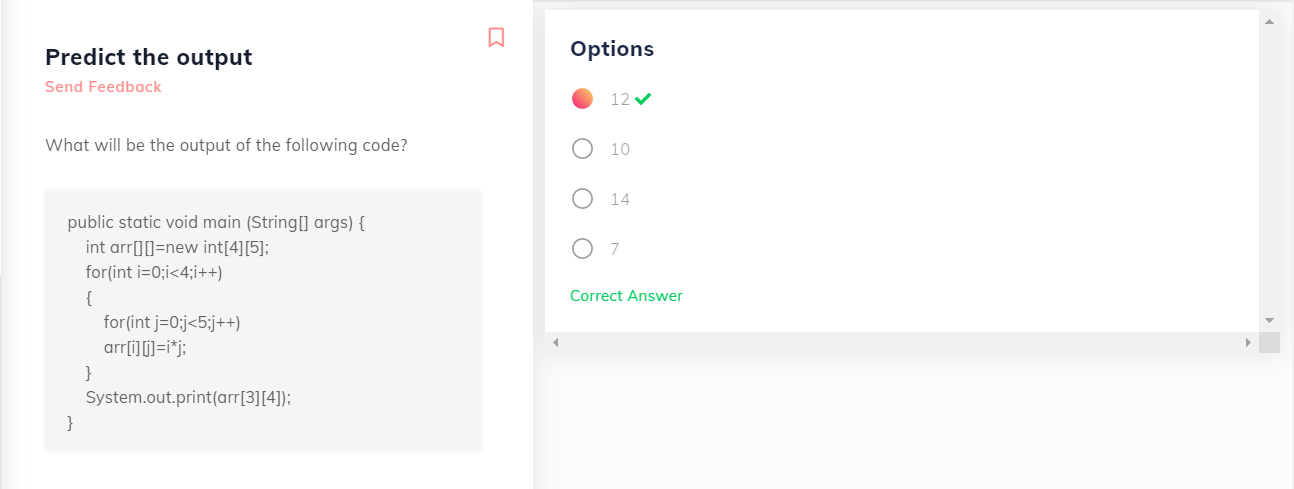 Predict the output
Send Feedback
What will be the output of the following code?
public static void main (String[] args) {
    int arr[][]=new int[4][5];
    for(int i=0;i<4;i++)
    {
        for(int j=0;j<5;j++)
        arr[i][j]=i*j;
    }
    System.out.print(arr[3][4]);
}
Options
12
10
14
7
Correct Answer